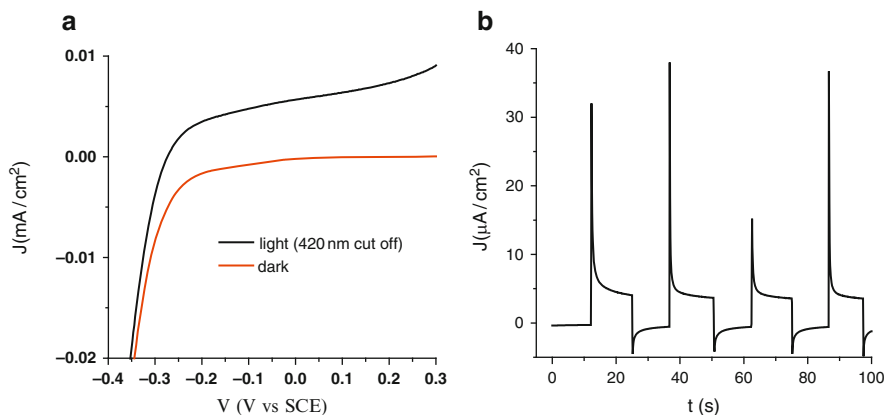 a
0.01
0.00
−0.01
−0.02
J(mA/cm²)
light (420 nm cut off)
dark
−0.4 −0.3 −0.2 −0.1 0.0 0.1 0.2 0.3
V (V vs SCE)
b
40
30
20
10
0
J(μA/cm²)
0 20 40 60 80 100
t (s)